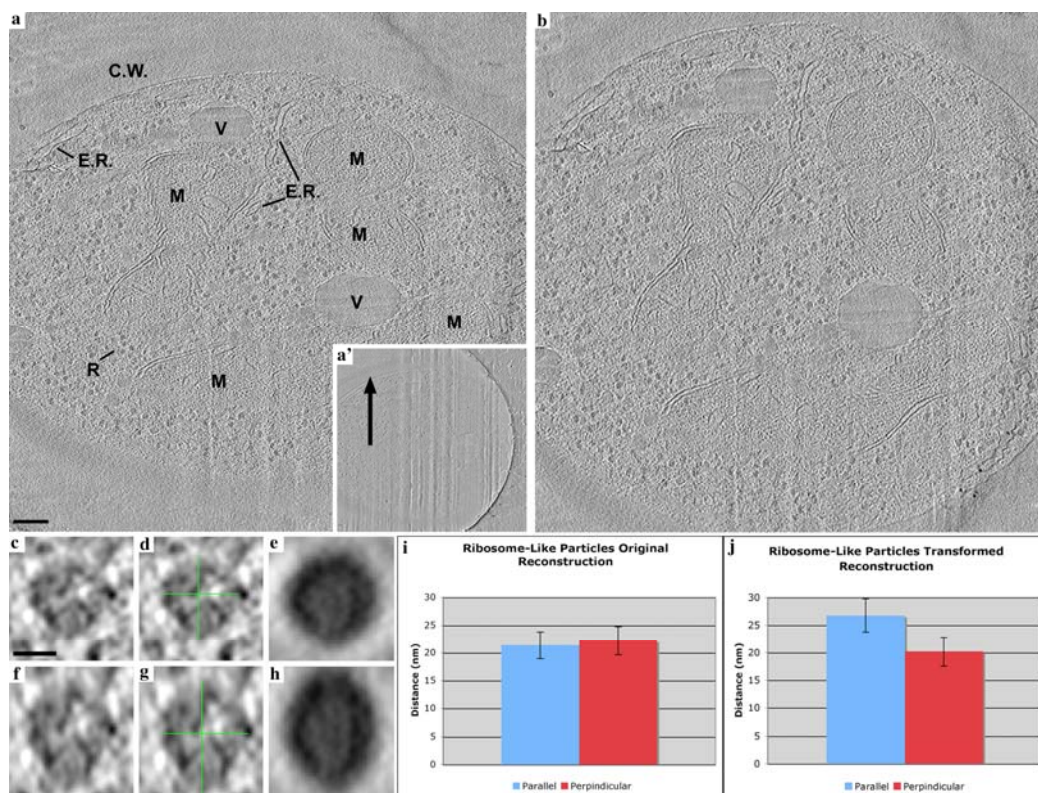 a
C.W.
V
E.R.
M
M
E.R.
M
V
M
R
M
a'
b
c
d
e
f
g
h
i
Ribosome-Like Particles Original
Reconstruction
Distance (nm)
30
25
20
15
10
5
0
Parallel
Perpindicular
j
Ribosome-Like Particles Transformed
Reconstruction
Distance (nm)
30
25
20
15
10
5
0
Parallel
Perpindicular